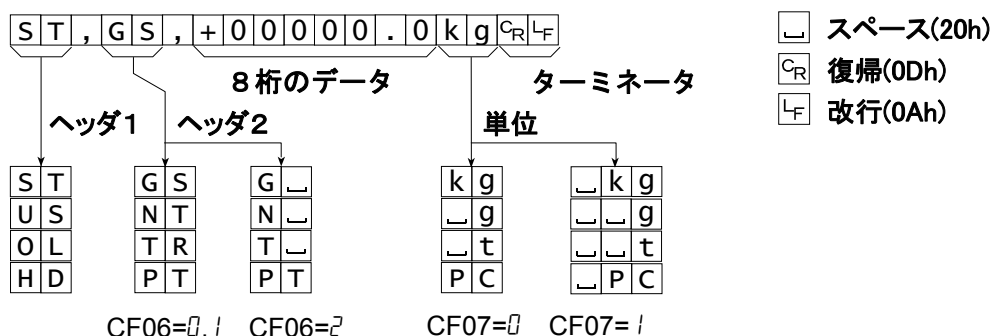 ST,GS,+00000.0kgCRLF
␣ スペース(20h)
CR 復帰(0Dh)
LF 改行(0Ah)
8桁のデータ ターミネータ
ヘッダ1 ヘッダ2 単位
ST GS G␣ kg ␣kg
US NT N␣ ␣g ␣␣g
OL TR T␣ ␣t ␣␣t
HD PT PT PC ␣PC
CF06=0,1 CF06=2 CF07=0 CF07=1